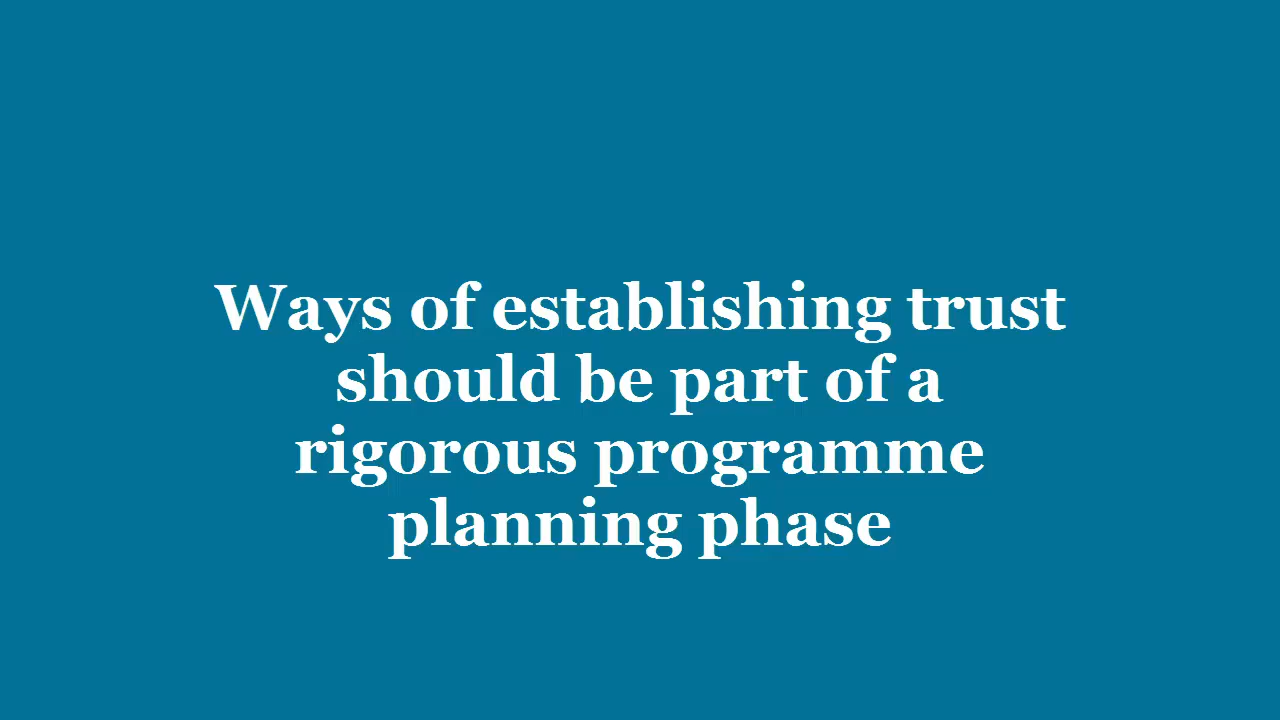 Ways of establishing trust
should be part of a
rigorous programme
planning phase